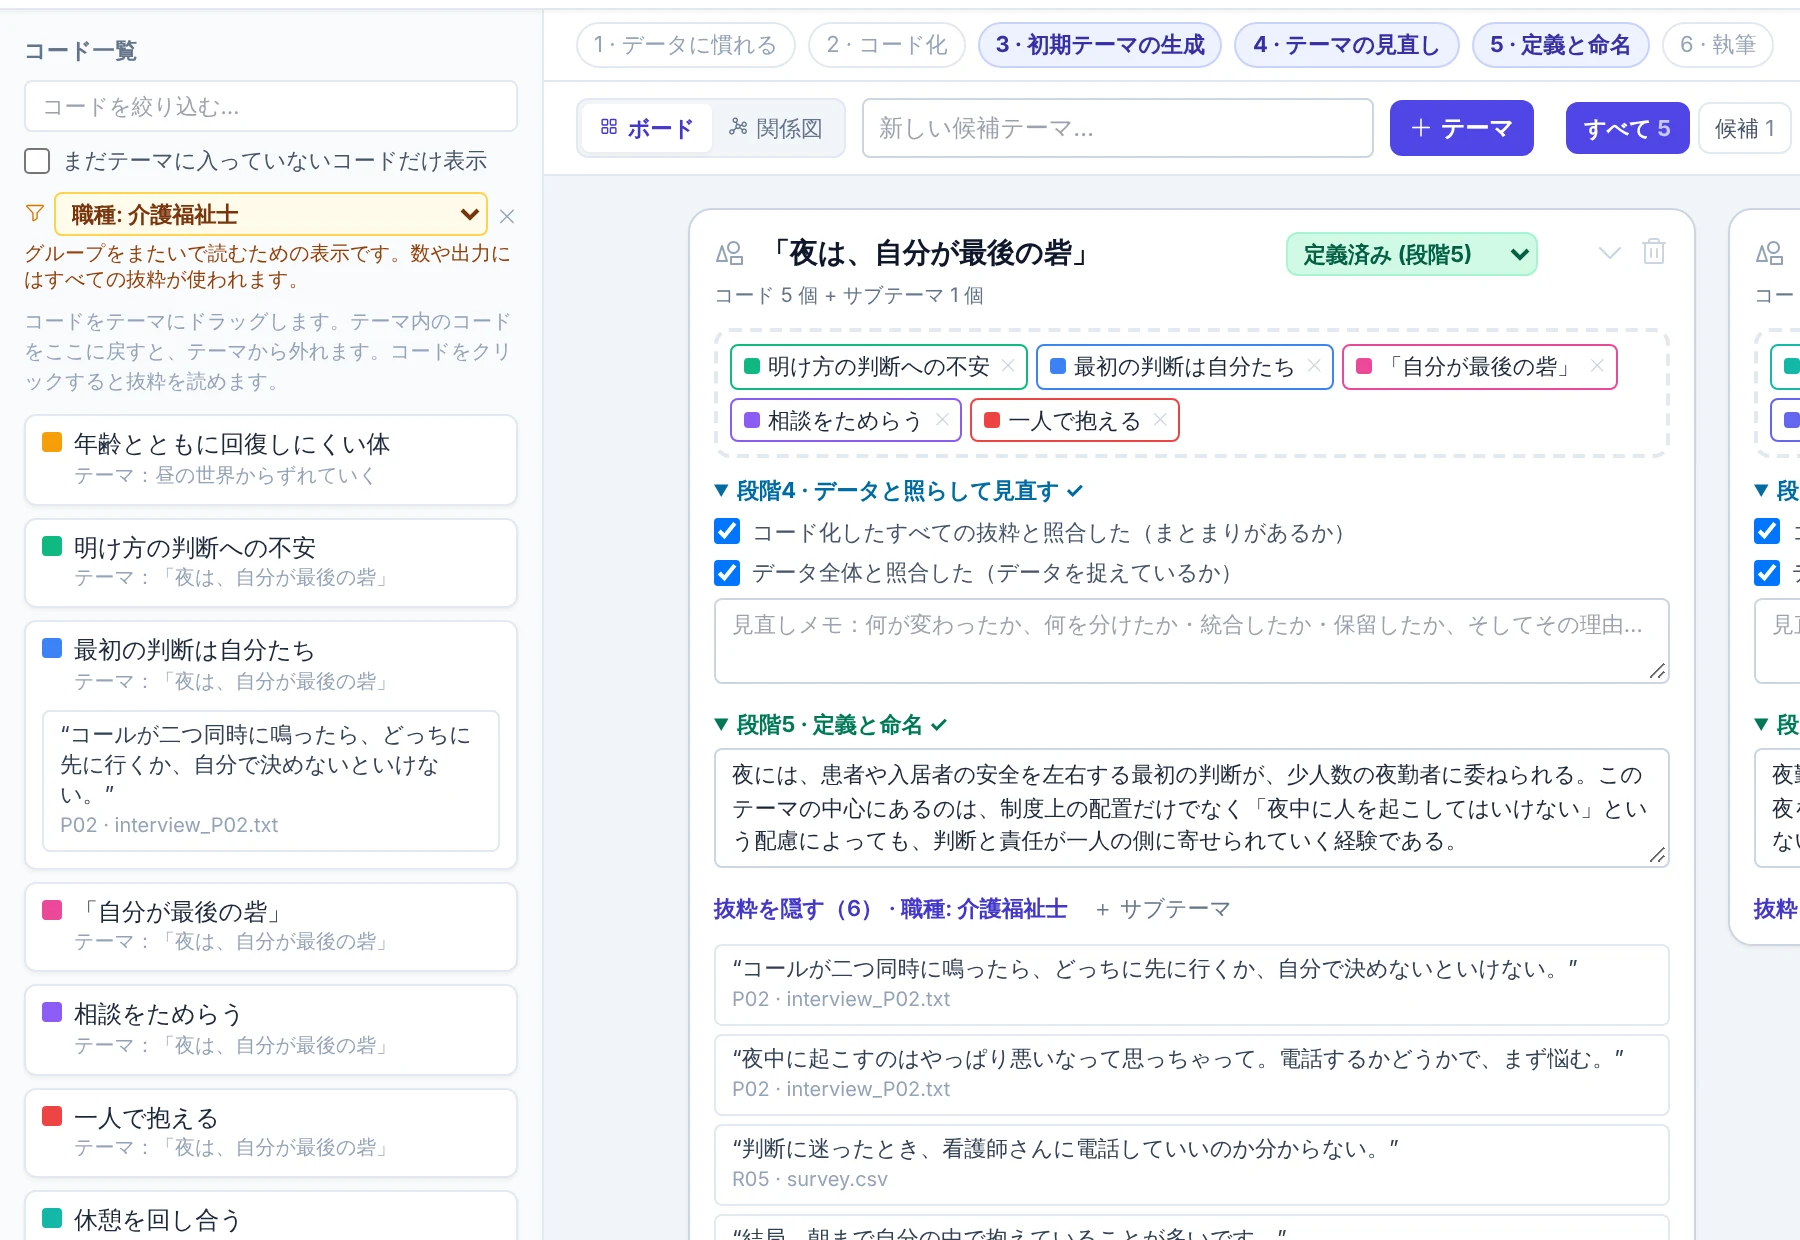 コード一覧
コードを絞り込む...
まだテーマに入っていないコードだけ表示
職種: 介護福祉士
グループをまたいで読むための表示です。数や出力に
はすべての抜粋が使われます。
コードをテーマにドラッグします。テーマ内のコード
をここに戻すと、テーマから外れます。コードをクリ
ックすると抜粋を読めます。
年齢とともに回復しにくい体
テーマ：昼の世界からずれていく
明け方の判断への不安
テーマ：「夜は、自分が最後の砦」
最初の判断は自分たち
テーマ：「夜は、自分が最後の砦」
“コールが二つ同時に鳴ったら、どっちに
先に行くか、自分で決めないといけな
い。”
P02 · interview_P02.txt
「自分が最後の砦」
テーマ：「夜は、自分が最後の砦」
相談をためらう
テーマ：「夜は、自分が最後の砦」
一人で抱える
テーマ：「夜は、自分が最後の砦」
休憩を回し合う
1 · データに慣れる
2 · コード化
3 · 初期テーマの生成
4 · テーマの見直し
5 · 定義と命名
6 · 執筆
ボード
関係図
新しい候補テーマ...
＋ テーマ
すべて 5
候補 1
「夜は、自分が最後の砦」
定義済み (段階5)
コード 5 個 + サブテーマ 1 個
明け方の判断への不安
最初の判断は自分たち
「自分が最後の砦」
相談をためらう
一人で抱える
▼ 段階4 · データと照らして見直す ✓
コード化したすべての抜粋と照合した（まとまりがあるか）
データ全体と照合した（データを捉えているか）
見直しメモ：何が変わったか、何を分けたか・統合したか・保留したか、そしてその理由...
▼ 段階5 · 定義と命名 ✓
夜には、患者や入居者の安全を左右する最初の判断が、少人数の夜勤者に委ねられる。この
テーマの中心にあるのは、制度上の配置だけでなく「夜中に人を起こしてはいけない」とい
う配慮によっても、判断と責任が一人の側に寄せられていく経験である。
抜粋を隠す（6） · 職種: 介護福祉士
＋ サブテーマ
“コールが二つ同時に鳴ったら、どっちに先に行くか、自分で決めないといけない。”
P02 · interview_P02.txt
“夜中に起こすのはやっぱり悪いなって思っちゃって。電話するかどうかで、まず悩む。”
P02 · interview_P02.txt
“判断に迷ったとき、看護師さんに電話していいのか分からない。”
R05 · survey.csv
“結局、朝まで自分の中で抱えていることが多いです。”
コー
▼ 段
見
▼ 段
夜
夜
な
抜粋